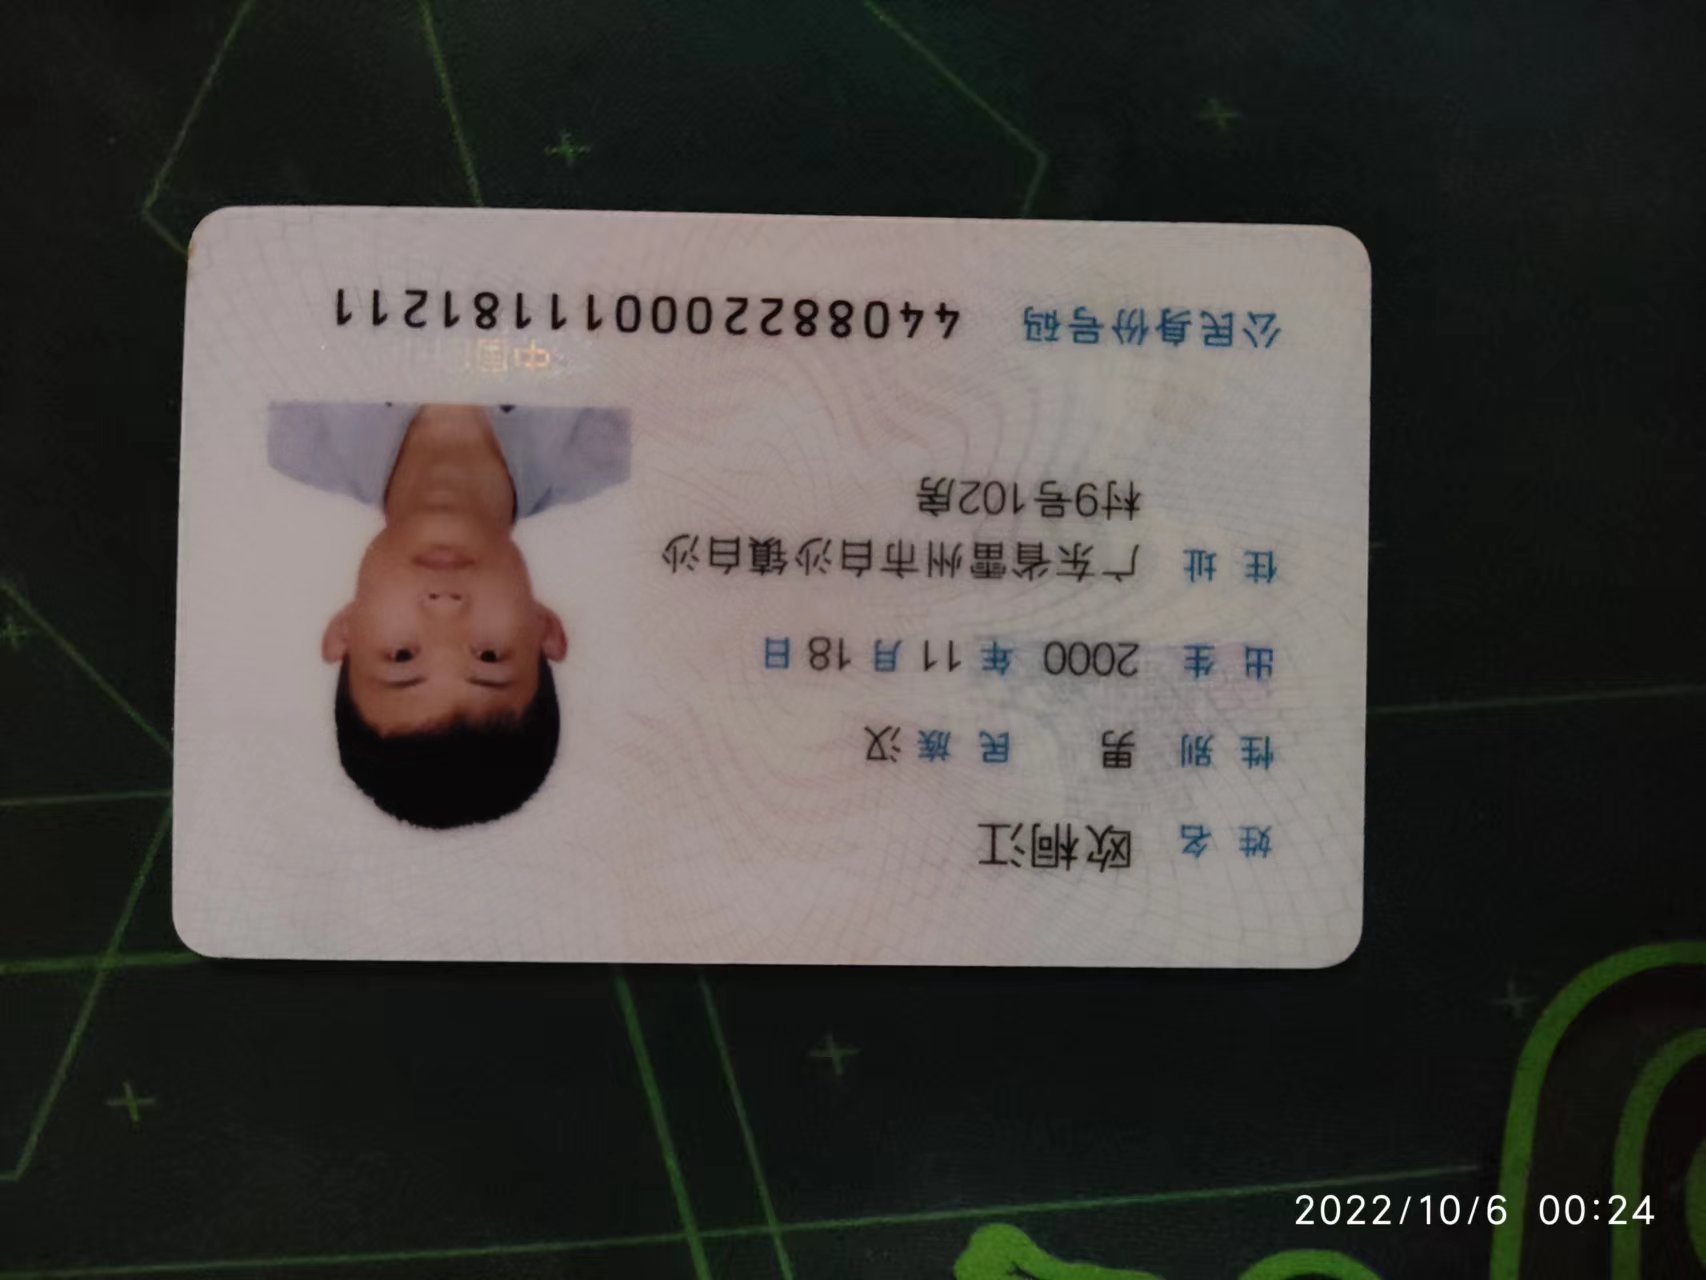 姓名 欧桐江
性别 男 民族 汉
出生 2000 年 11 月 18 日
住址 广东省雷州市白沙镇白沙
村9号102房
中国
公民身份号码 440882200011181211
2022/10/6 00:24